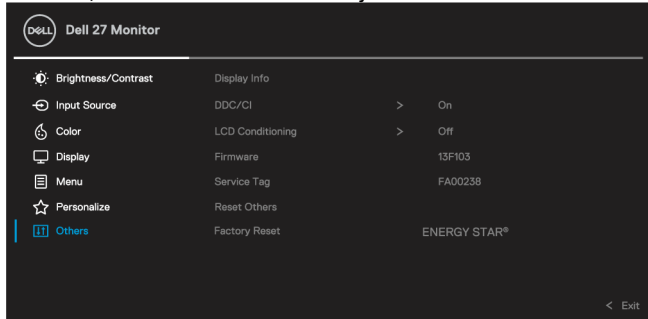 DELL Dell 27 Monitor
Brightness/Contrast Display Info
Input Source DDC/CI > On
Color LCD Conditioning > Off
Display Firmware 13F103
Menu Service Tag FA00238
Personalize Reset Others
Others Factory Reset ENERGY STAR®
< Exit